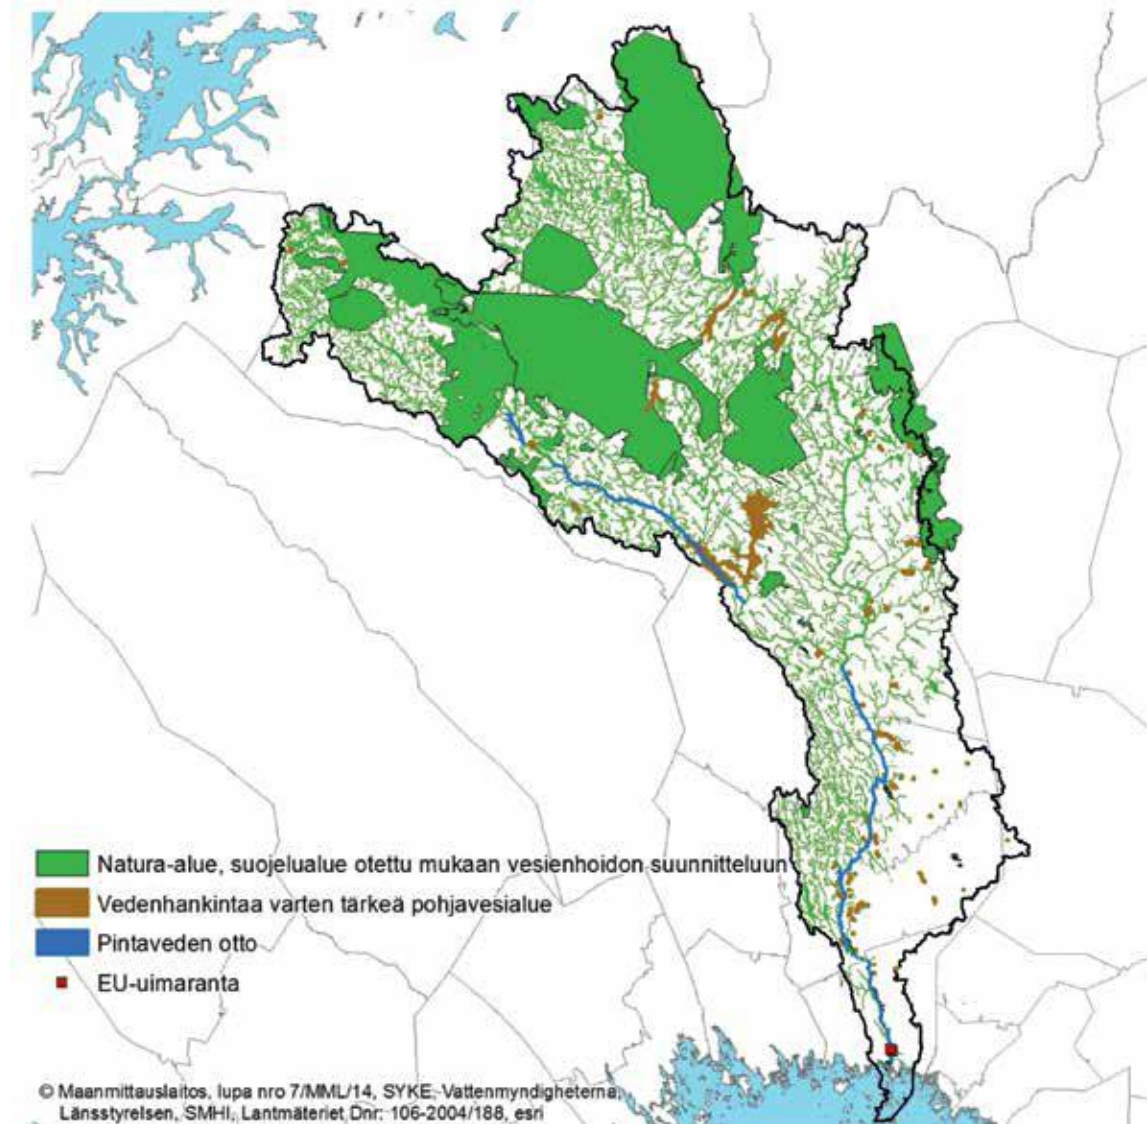 Natura-alue, suojelualue otettu mukaan vesienhoidon suunnitteluun
Vedenhankintaa varten tärkeä pohjavesialue
Pintaveden otto
EU-uimaranta
© Maanmittauslaitos, lupa nro 7/MML/14, SYKE, Vattenmyndigheterna,
Länsstyrelsen, SMHI, Lantmäteriet Dnr: 106-2004/188, esri